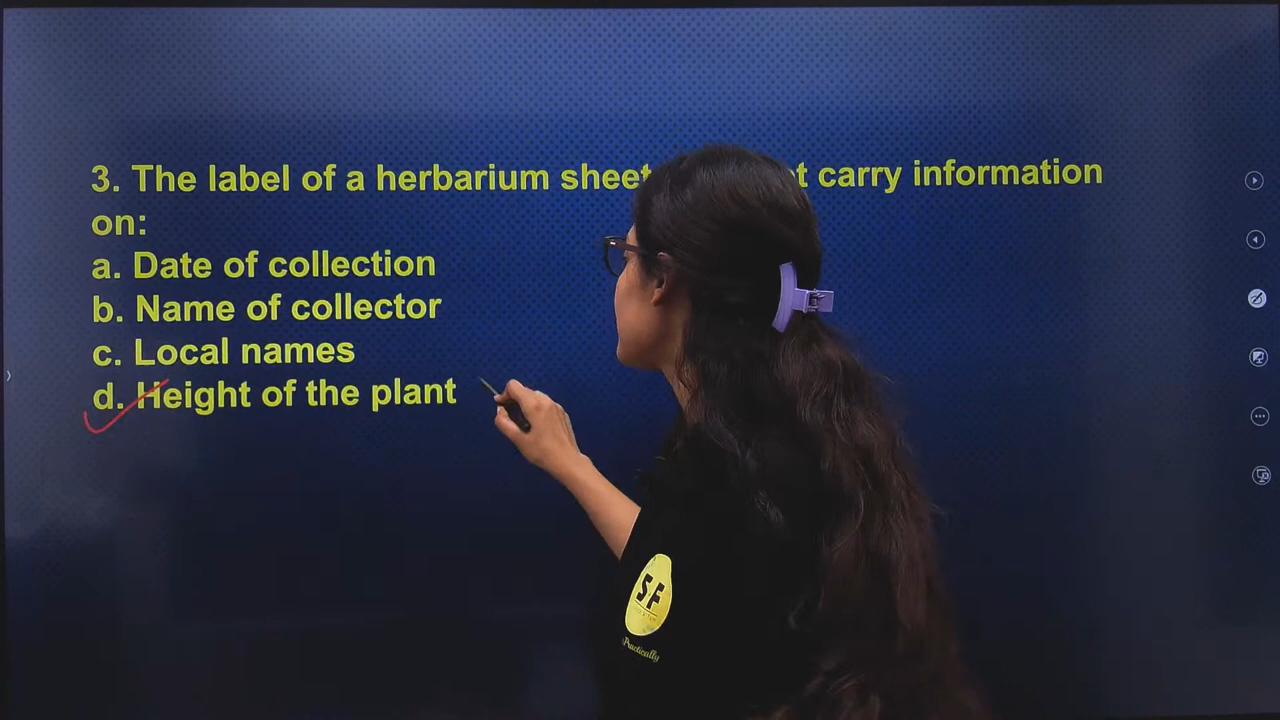 3. The label of a herbarium sheet carry information
on:
a. Date of collection
b. Name of collector
c. Local names
d. Height of the plant
SF
Practically